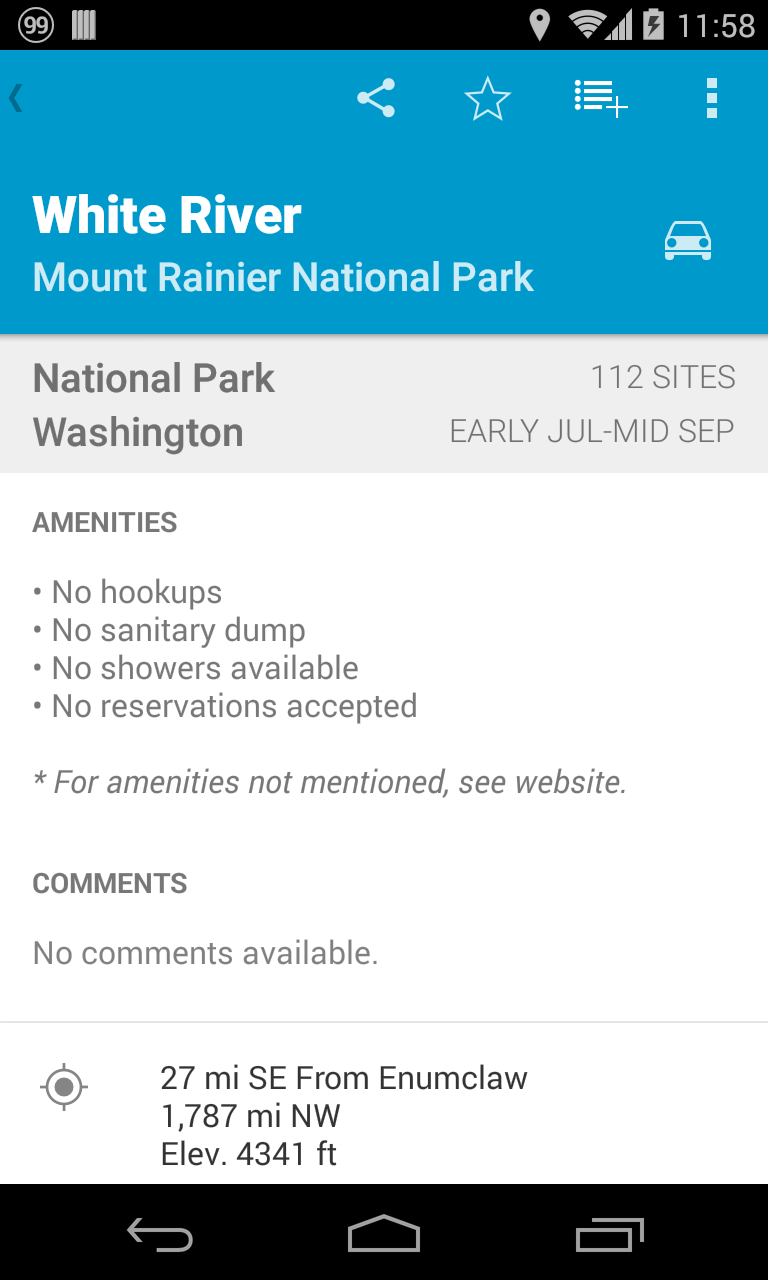 99
11:58
White River
Mount Rainier National Park
National Park
112 SITES
Washington
EARLY JUL-MID SEP
AMENITIES
• No hookups
• No sanitary dump
• No showers available
• No reservations accepted
* For amenities not mentioned, see website.
COMMENTS
No comments available.
27 mi SE From Enumclaw
1,787 mi NW
Elev. 4341 ft